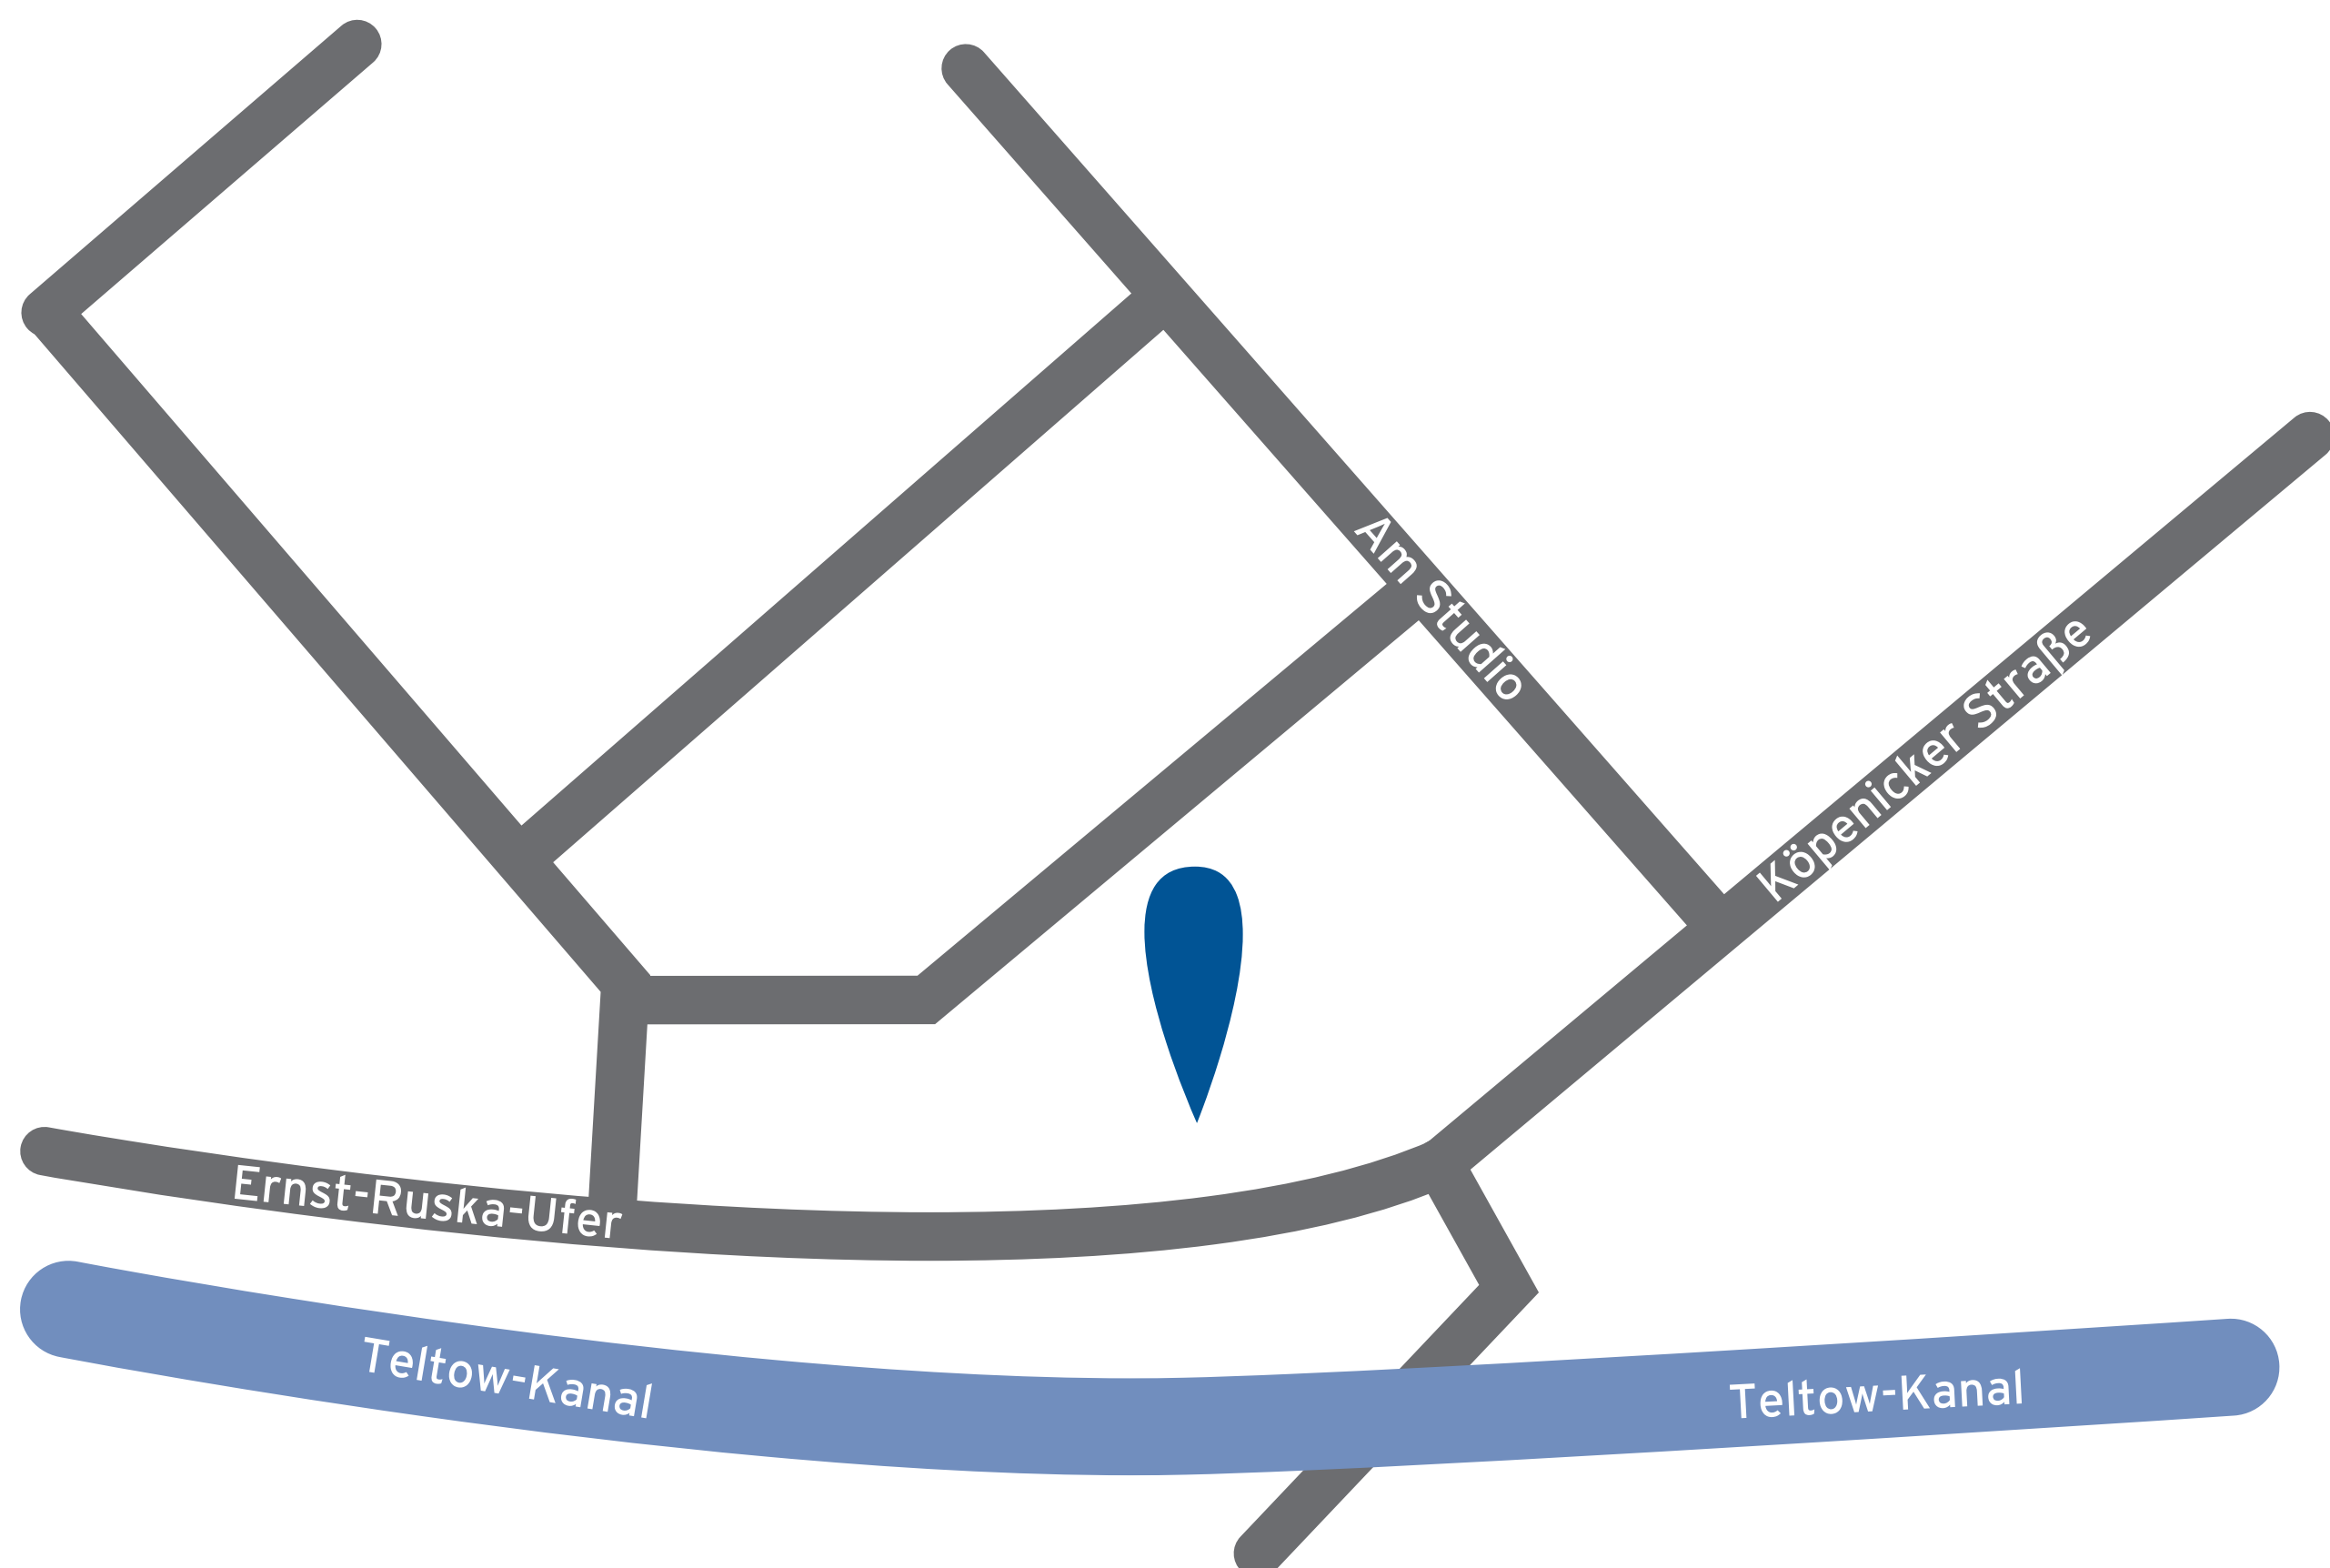 Am Studio
Köpenicker Straße
Ernst-Ruska-Ufer
Teltow-Kanal
Teltow-Kanal